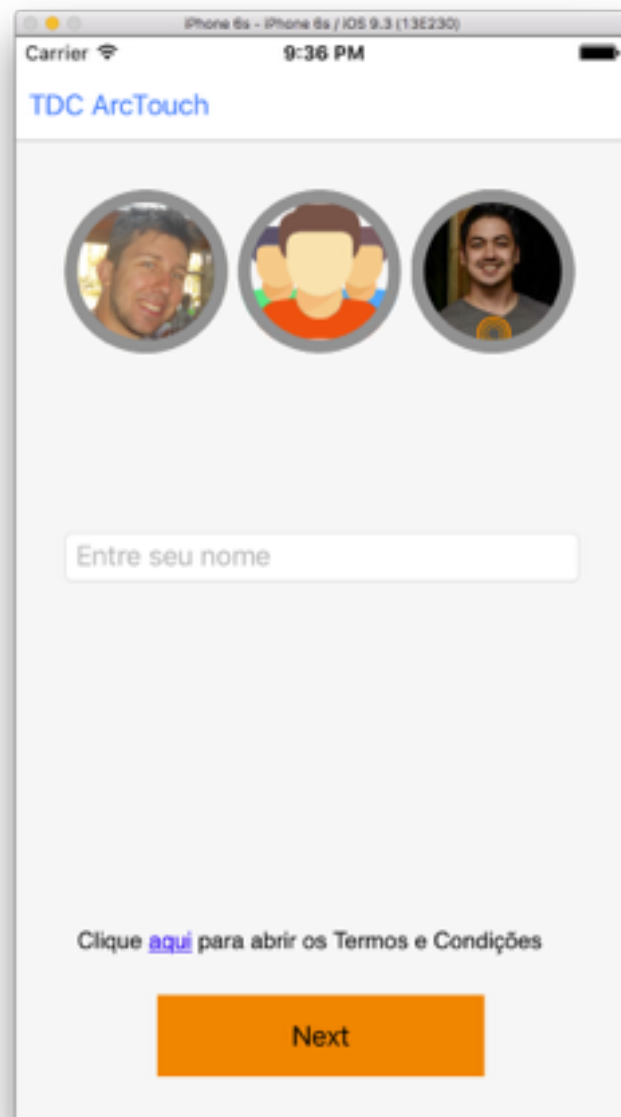 iPhone 6s - iPhone 6s / iOS 9.3 (13E230)
Carrier 9:36 PM
TDC ArcTouch
Entre seu nome
Clique aqui para abrir os Termos e Condições
Next